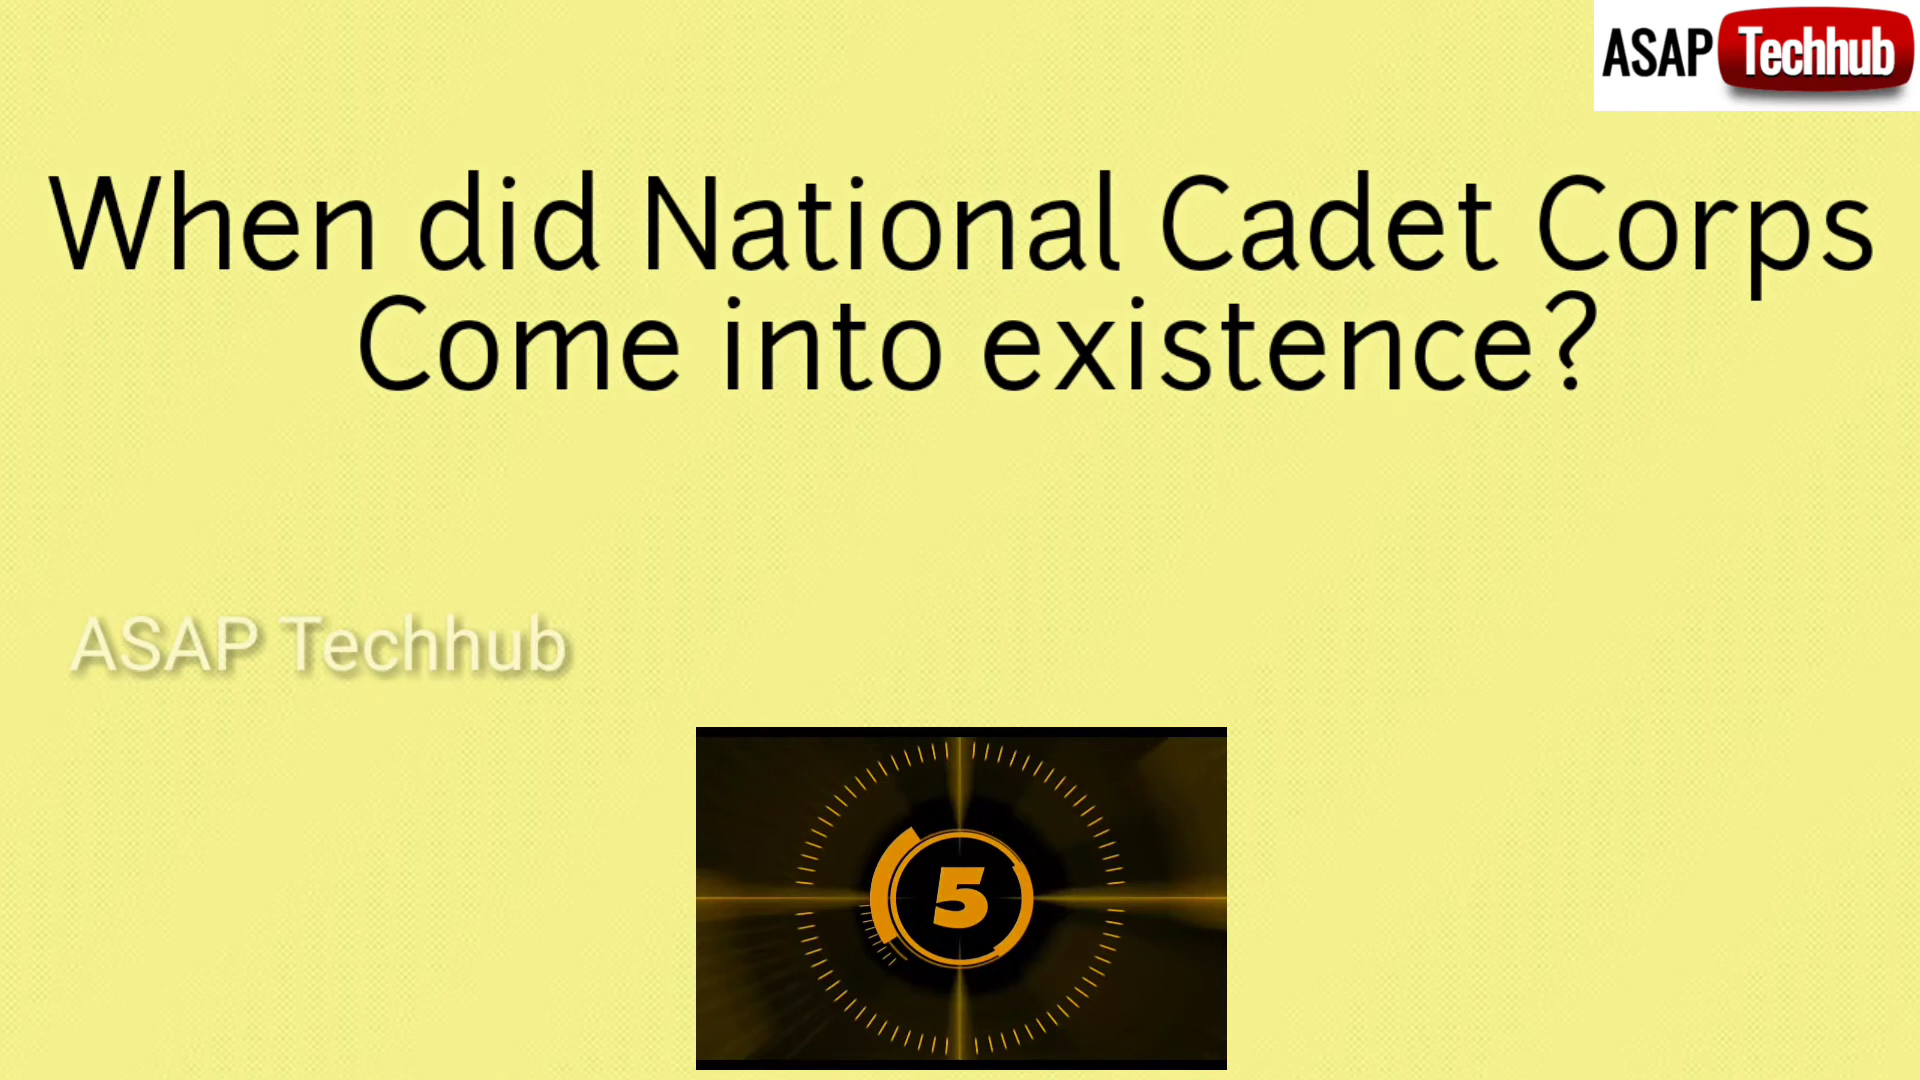 ASAP Techhub
When did National Cadet Corps
Come into existence?
ASAP Techhub
5